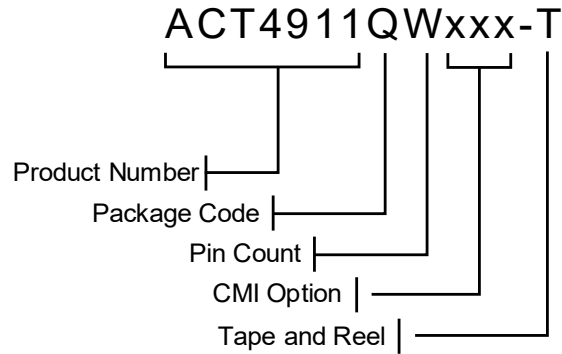 ACT4911QWxxx-T
Product Number
Package Code
Pin Count
CMI Option
Tape and Reel